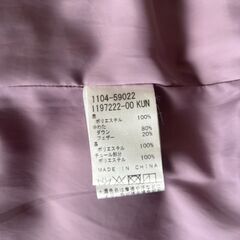 1104-59022
1197222-00 KUN
表
ポリエステル 100%
中わた
ダウン 80%
フェザー 20%
裏
ポリエステル 100%
チュール部分
ポリエステル 100%
MADE IN CHINA